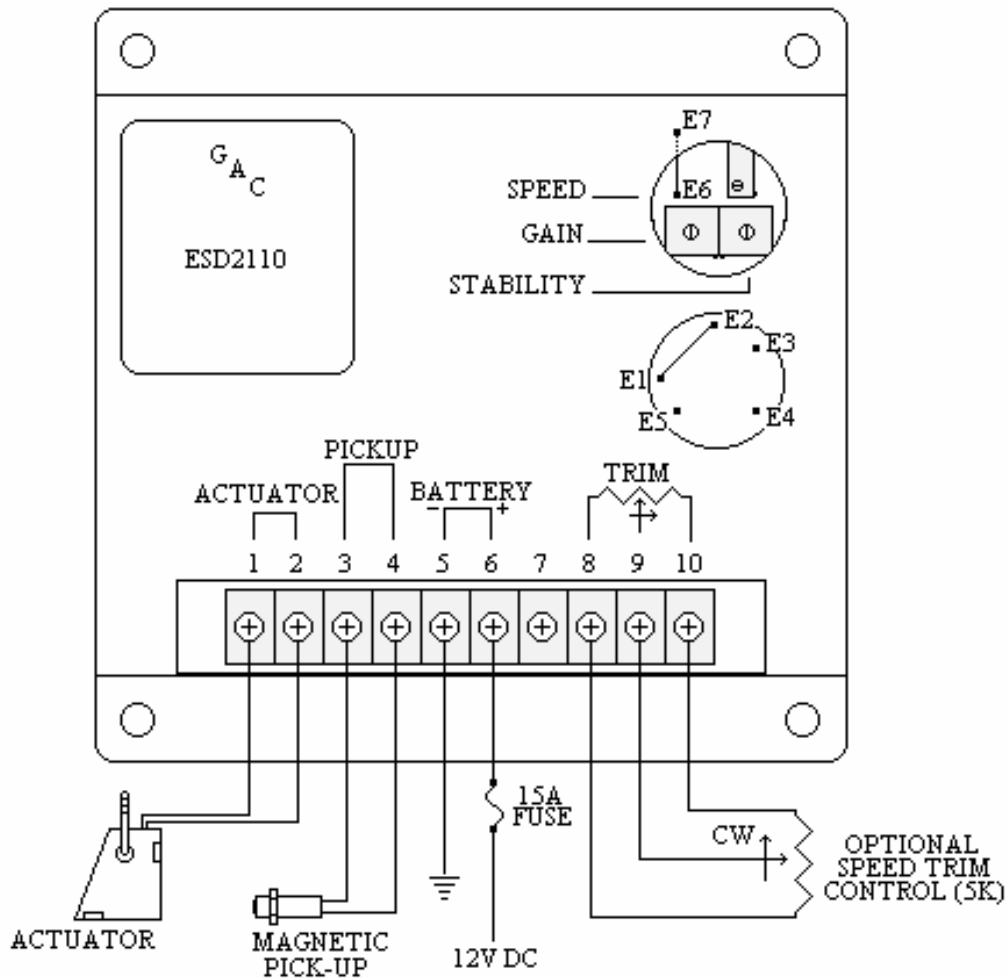 G
A
C
ESD2110
E7
SPEED
E6
GAIN
STABILITY
E2
E3
E1
E5
E4
PICKUP
TRIM
ACTUATOR
BATTERY
- +
1 2 3 4 5 6 7 8 9 10
15A
FUSE
CW
OPTIONAL
SPEED TRIM
CONTROL (5K)
ACTUATOR
MAGNETIC
PICK-UP
12V DC